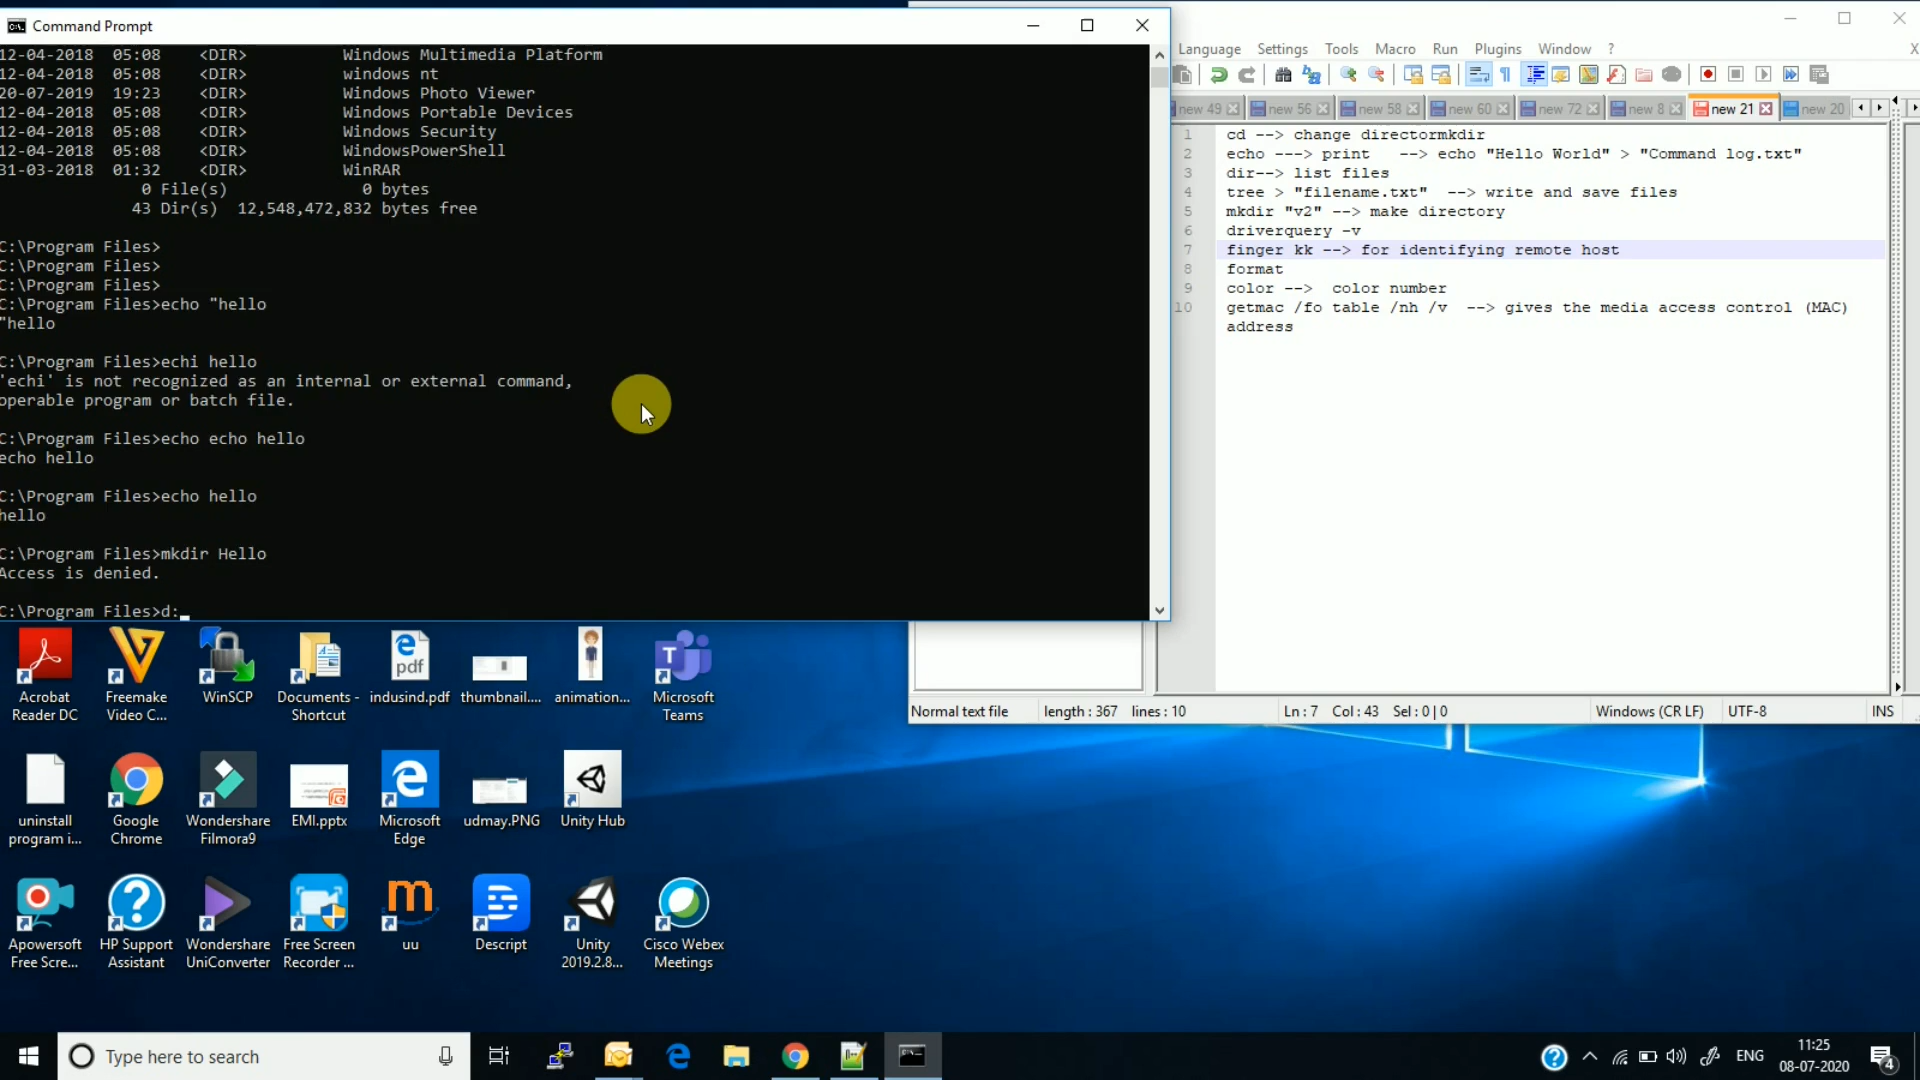 Command Prompt
12-04-2018 05:08 <DIR> Windows Multimedia Platform
12-04-2018 05:08 <DIR> windows nt
20-07-2019 19:23 <DIR> Windows Photo Viewer
12-04-2018 05:08 <DIR> Windows Portable Devices
12-04-2018 05:08 <DIR> Windows Security
12-04-2018 05:08 <DIR> WindowsPowerShell
31-03-2018 01:32 <DIR> WinRAR
0 File(s) 0 bytes
43 Dir(s) 12,548,472,832 bytes free
C:\Program Files>
C:\Program Files>
C:\Program Files>
C:\Program Files>echo "hello
"hello
C:\Program Files>echi hello
'echi' is not recognized as an internal or external command,
operable program or batch file.
C:\Program Files>echo echo hello
echo hello
C:\Program Files>echo hello
hello
C:\Program Files>mkdir Hello
Access is denied.
C:\Program Files>d:
Language Settings Tools Macro Run Plugins Window ? X
new 49 new 56 new 58 new 60 new 72 new 8 new 21 new 20
1 cd --> change directormkdir
2 echo ---> print --> echo "Hello World" > "Command log.txt"
3 dir--> list files
4 tree > "filename.txt" --> write and save files
5 mkdir "v2" --> make directory
6 driverquery -v
7 finger kk --> for identifying remote host
8 format
9 color --> color number
10 getmac /fo table /nh /v --> gives the media access control (MAC)
address
Normal text file length : 367 lines : 10 Ln : 7 Col : 43 Sel : 0 | 0 Windows (CR LF) UTF-8 INS
Acrobat
Reader DC
Freemake
Video C...
WinSCP
Documents -
Shortcut
indusind.pdf
thumbnail....
animation...
Microsoft
Teams
uninstall
program i...
Google
Chrome
Wondershare
Filmora9
EMI.pptx
Microsoft
Edge
udmay.PNG
Unity Hub
Apowersoft
Free Scre...
HP Support
Assistant
Wondershare
UniConverter
Free Screen
Recorder ...
uu
Descript
Unity
2019.2.8...
Cisco Webex
Meetings
Type here to search
ENG
11:25
08-07-2020
4